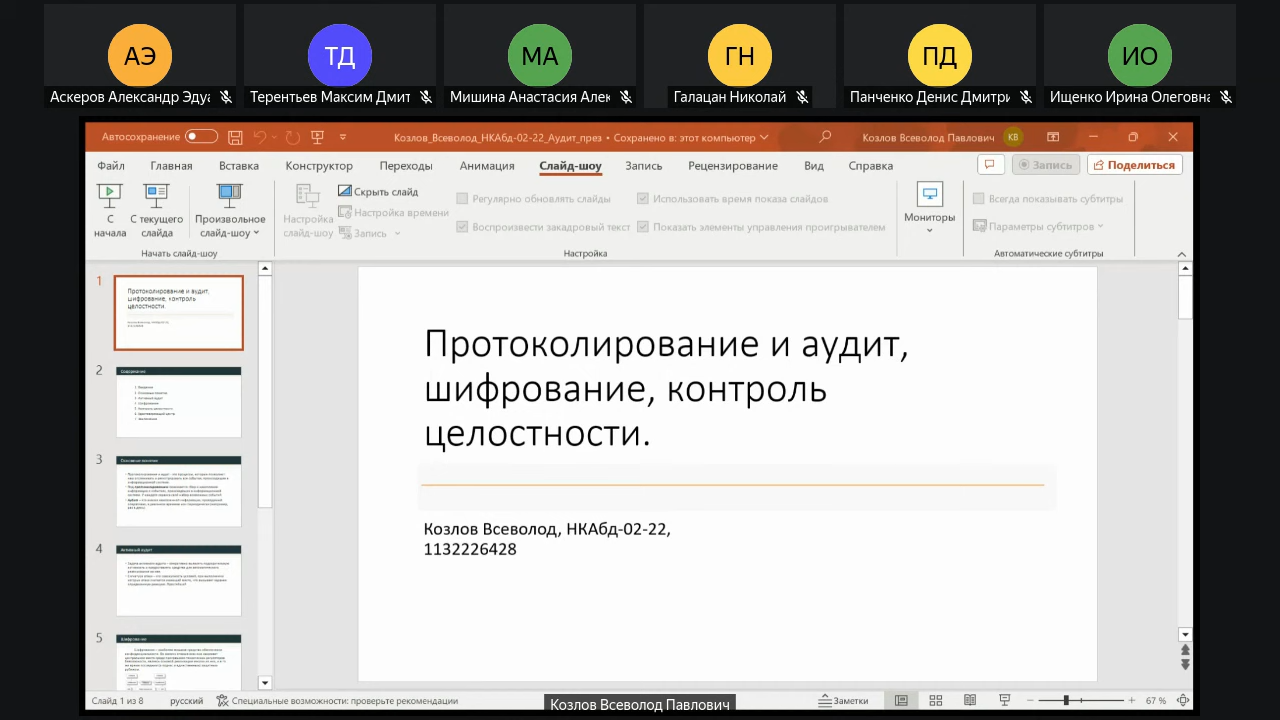 АЭ
ТД
МА
ГН
ПД
ИО
Аскеров Александр Эдуа
Терентьев Максим Дмит
Мишина Анастасия Алек
Галацан Николай
Панченко Денис Дмитри
Ищенко Ирина Олеговна
Автосохранение
Козлов_Всеволод_НКАбд-02-22_Аудит_през • Сохранено в: этот компьютер
Козлов Всеволод Павлович
КВ
Файл
Главная
Вставка
Конструктор
Переходы
Анимация
Слайд-шоу
Запись
Рецензирование
Вид
Справка
Запись
Поделиться
С начала
С текущего слайда
Произвольное слайд-шоу
Начать слайд-шоу
Настройка слайд-шоу
Скрыть слайд
Настройка времени
Запись
Регулярно обновлять слайды
Воспроизвести закадровый текст
Использовать время показа слайдов
Показать элементы управления проигрывателем
Настройка
Мониторы
Всегда показывать субтитры
Параметры субтитров
Автоматические субтитры
1
Протоколирование и аудит,
шифрование, контроль
целостности.
2
Содержание
3
Основные понятия
4
Активный аудит
5
Шифрование
Протоколирование и аудит,
шифрование, контроль
целостности.
Козлов Всеволод, НКАбд-02-22,
1132226428
Слайд 1 из 8
русский
Специальные возможности: проверьте рекомендации
Заметки
67 %
Козлов Всеволод Павлович